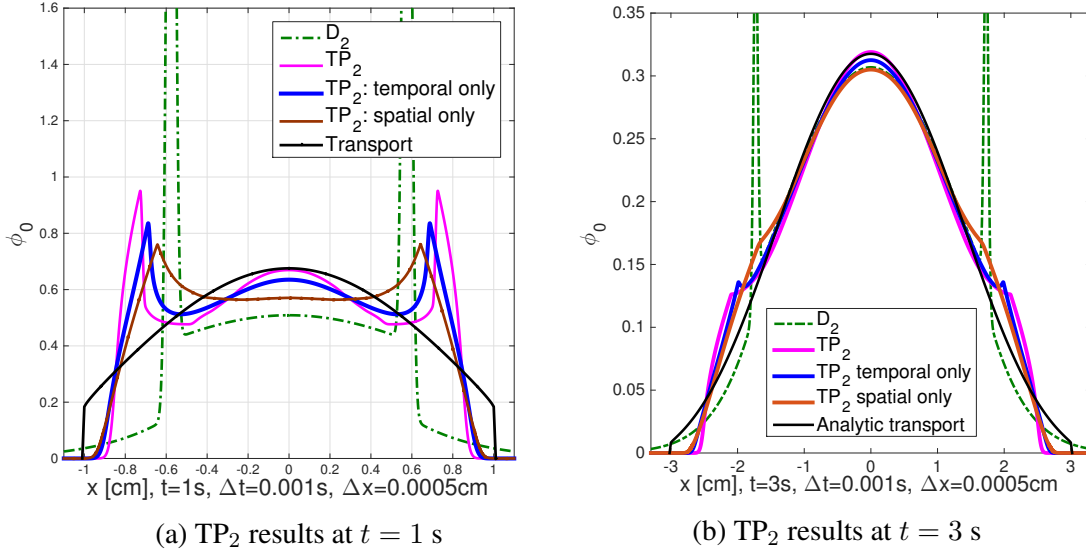 1.6
1.4
1.2
1
0.8
0.6
0.4
0.2
0
ϕ0
D2
TP2
TP2: temporal only
TP2: spatial only
Transport
-1 -0.8 -0.6 -0.4 -0.2 0 0.2 0.4 0.6 0.8 1
x [cm], t=1s, Δt=0.001s, Δx=0.0005cm
(a) TP2 results at t = 1 s
0.35
0.3
0.25
0.2
0.15
0.1
0.05
0
ϕ0
D2
TP2
TP2 temporal only
TP2 spatial only
Analytic transport
-3 -2 -1 0 1 2 3
x [cm], t=3s, Δt=0.001s, Δx=0.0005cm
(b) TP2 results at t = 3 s